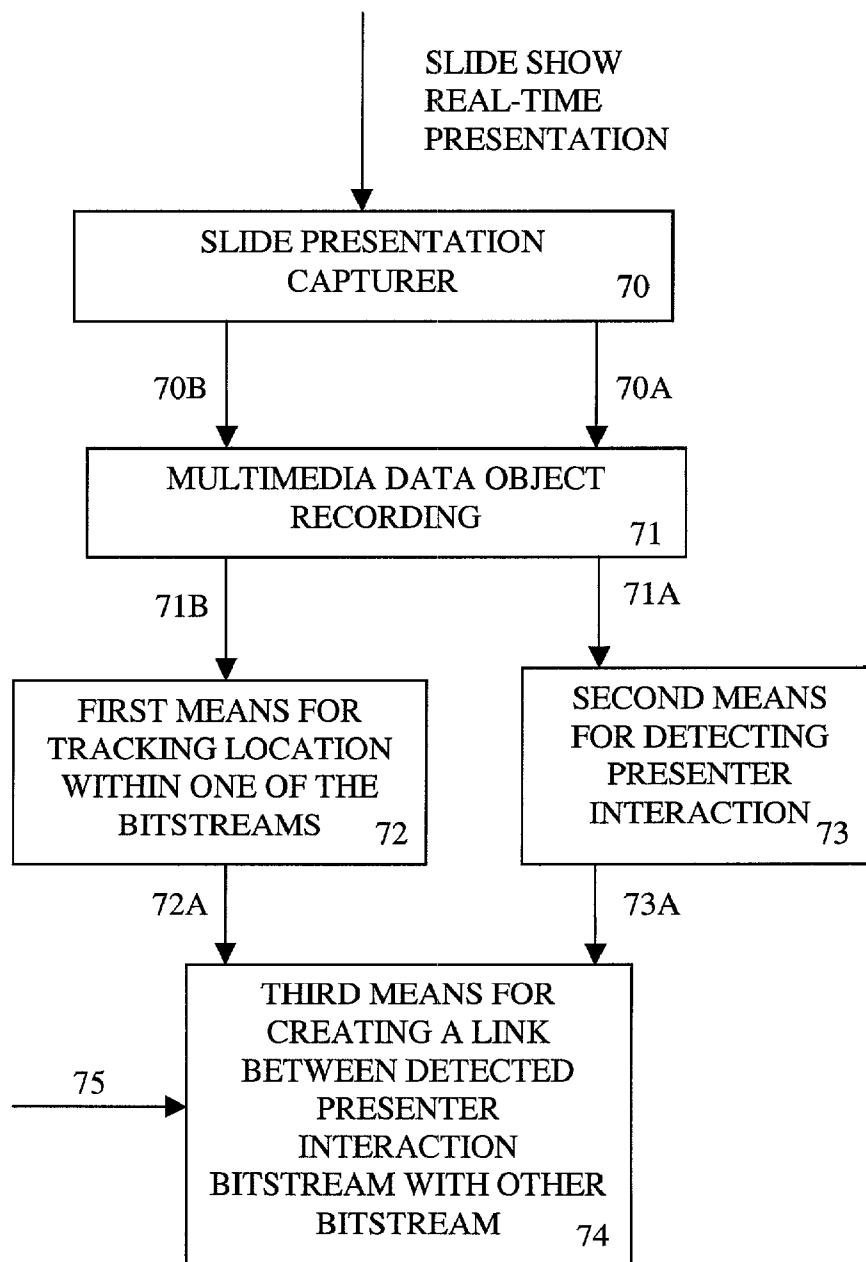 SLIDE SHOW
REAL-TIME
PRESENTATION
SLIDE PRESENTATION
CAPTURER
70
70B
70A
MULTIMEDIA DATA OBJECT
RECORDING
71
71B
71A
FIRST MEANS FOR
TRACKING LOCATION
WITHIN ONE OF THE
BITSTREAMS
72
SECOND MEANS
FOR DETECTING
PRESENTER
INTERACTION
73
72A
73A
75
THIRD MEANS FOR
CREATING A LINK
BETWEEN DETECTED
PRESENTER
INTERACTION
BITSTREAM WITH OTHER
BITSTREAM
74